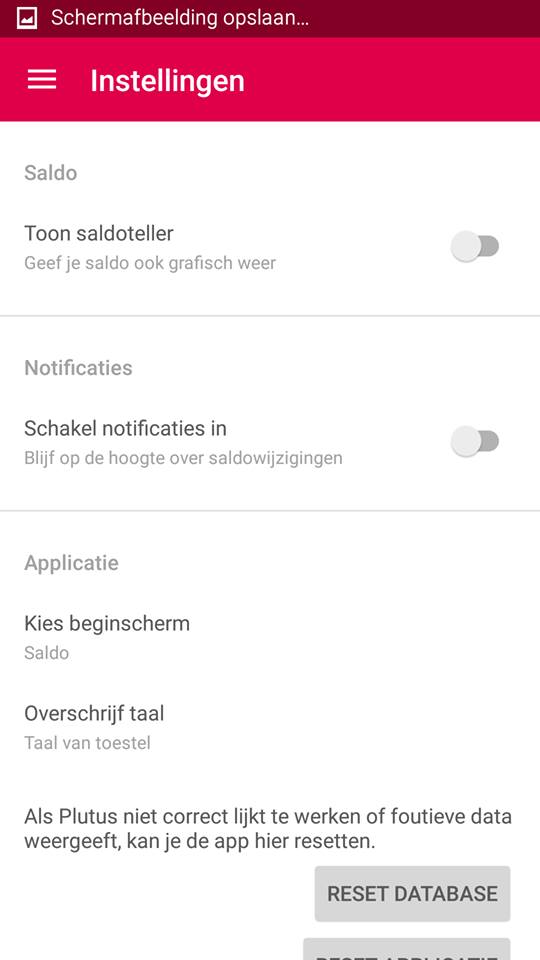 Schermafbeelding opslaan...
Instellingen
Saldo
Toon saldoteller
Geef je saldo ook grafisch weer
Notificaties
Schakel notificaties in
Blijf op de hoogte over saldowijzigingen
Applicatie
Kies beginscherm
Saldo
Overschrijf taal
Taal van toestel
Als Plutus niet correct lijkt te werken of foutieve data
weergeeft, kan je de app hier resetten.
RESET DATABASE
RESET APPLICATIE